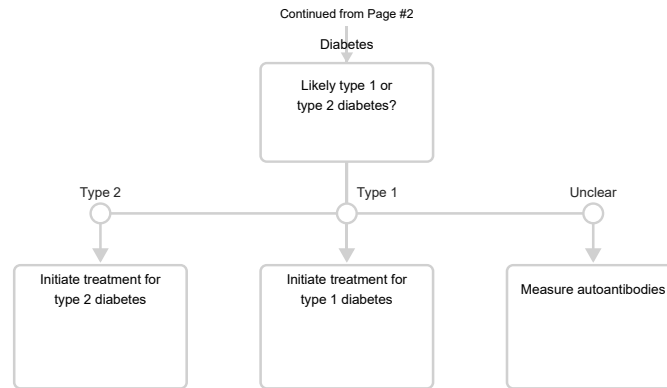 Continued from Page #2
Diabetes
Likely type 1 or
type 2 diabetes?
Type 2
Type 1
Unclear
Initiate treatment for
type 2 diabetes
Initiate treatment for
type 1 diabetes
Measure autoantibodies